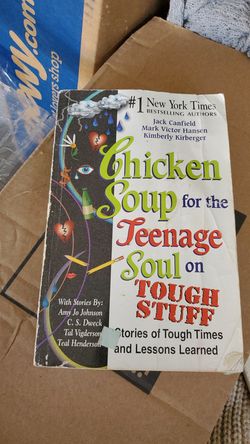 #1 New York Times
BESTSELLING AUTHORS
Jack Canfield
Mark Victor Hansen
Kimberly Kirberger
Chicken
Soup for the
Teenage
Soul on
TOUGH
STUFF
Stories of Tough Times
and Lessons Learned
With Stories By:
Amy Jo Johnson
C. S. Dweck
Tal Vigderson
Teal Henderson
.com
shop